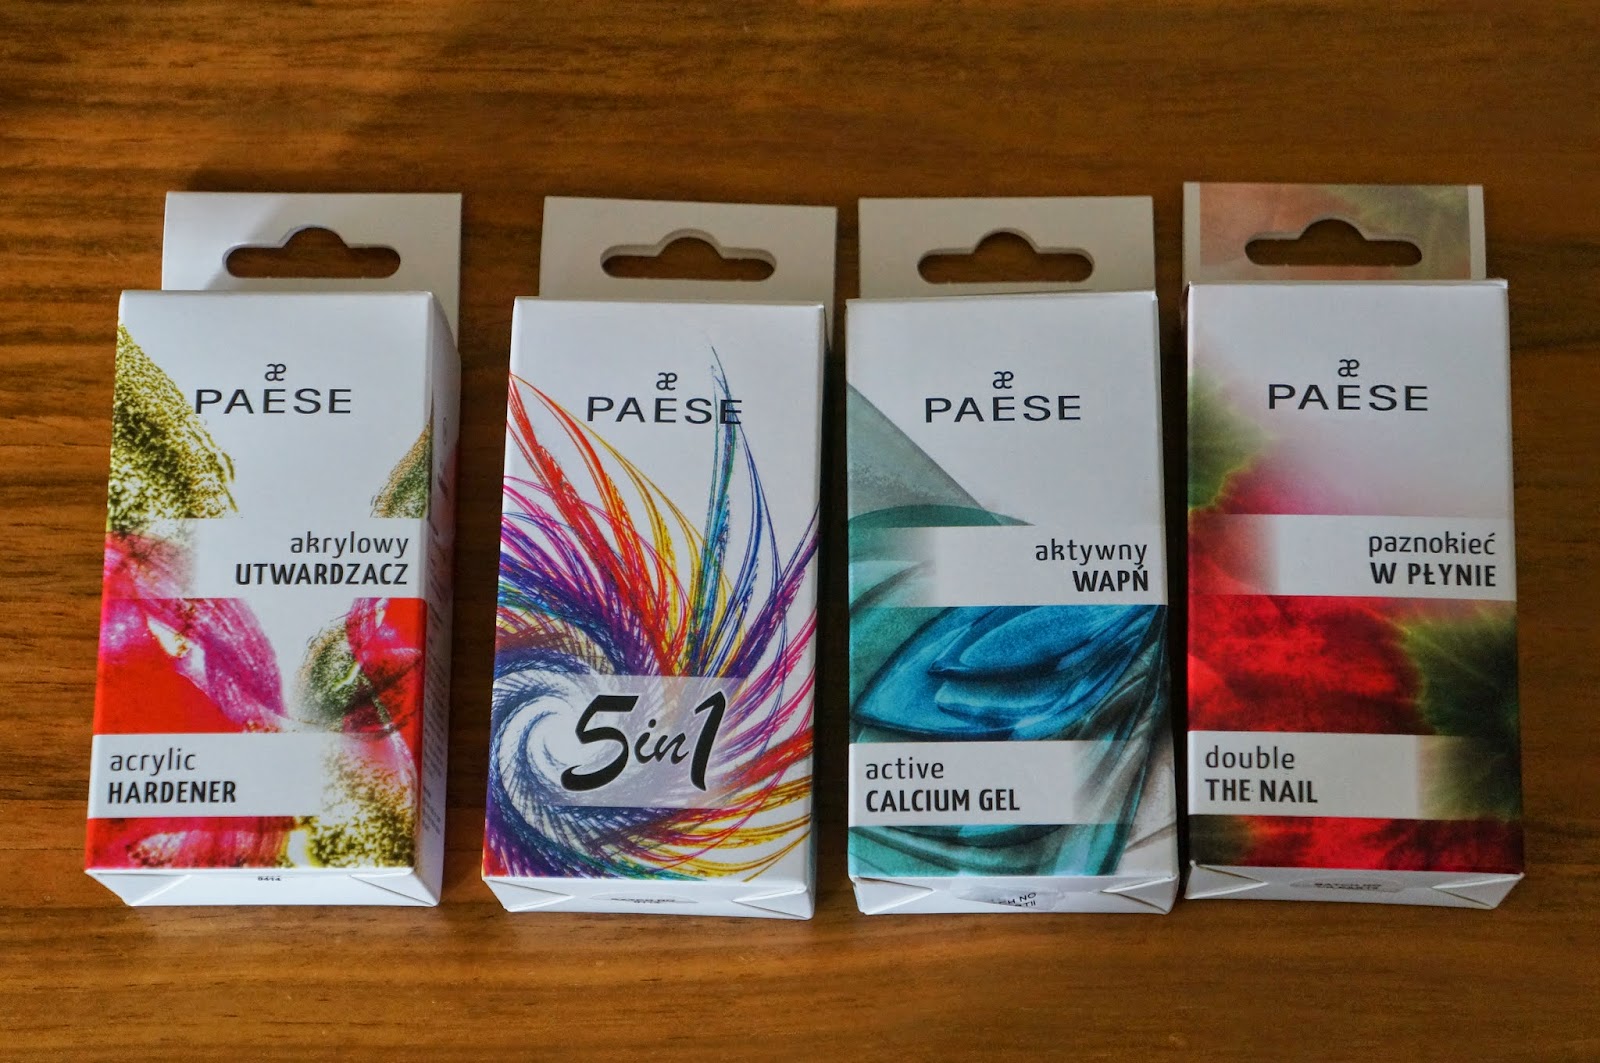 æ
PAESE
akrylowy
UTWARDZACZ
acrylic
HARDENER
æ
PAESE
5in1
æ
PAESE
aktywny
WAPŃ
active
CALCIUM GEL
æ
PAESE
paznokieć
W PŁYNIE
double
THE NAIL